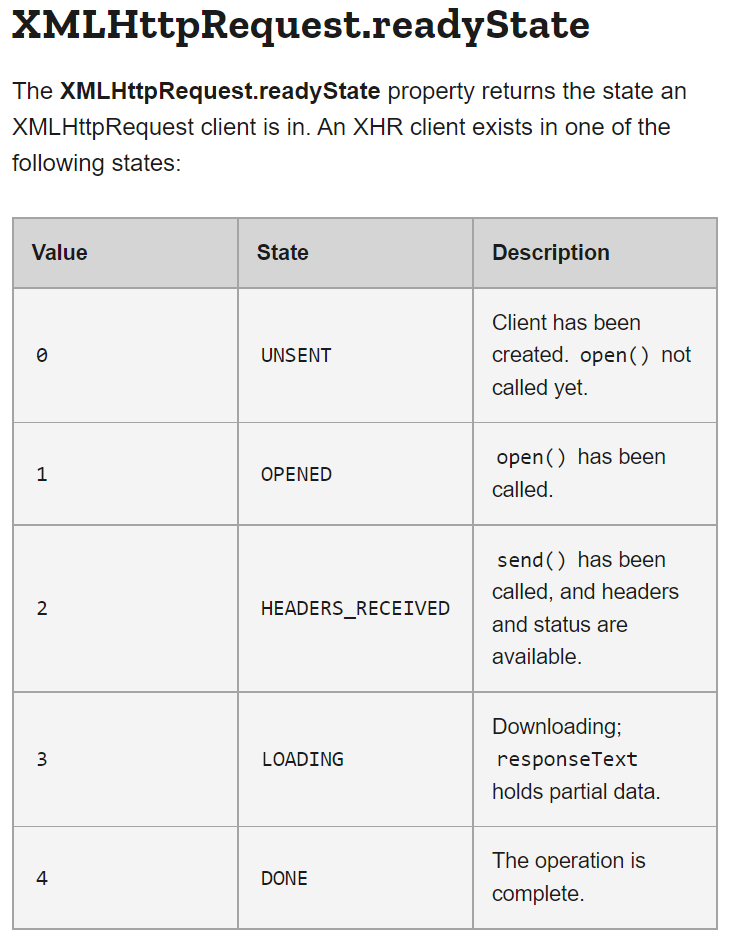 XMLHttpRequest.readyState
The XMLHttpRequest.readyState property returns the state an
XMLHttpRequest client is in. An XHR client exists in one of the
following states:
Value State Description
0 UNSENT Client has been
created. open() not
called yet.
1 OPENED open() has been
called.
2 HEADERS_RECEIVED send() has been
called, and headers
and status are
available.
3 LOADING Downloading;
responseText
holds partial data.
4 DONE The operation is
complete.